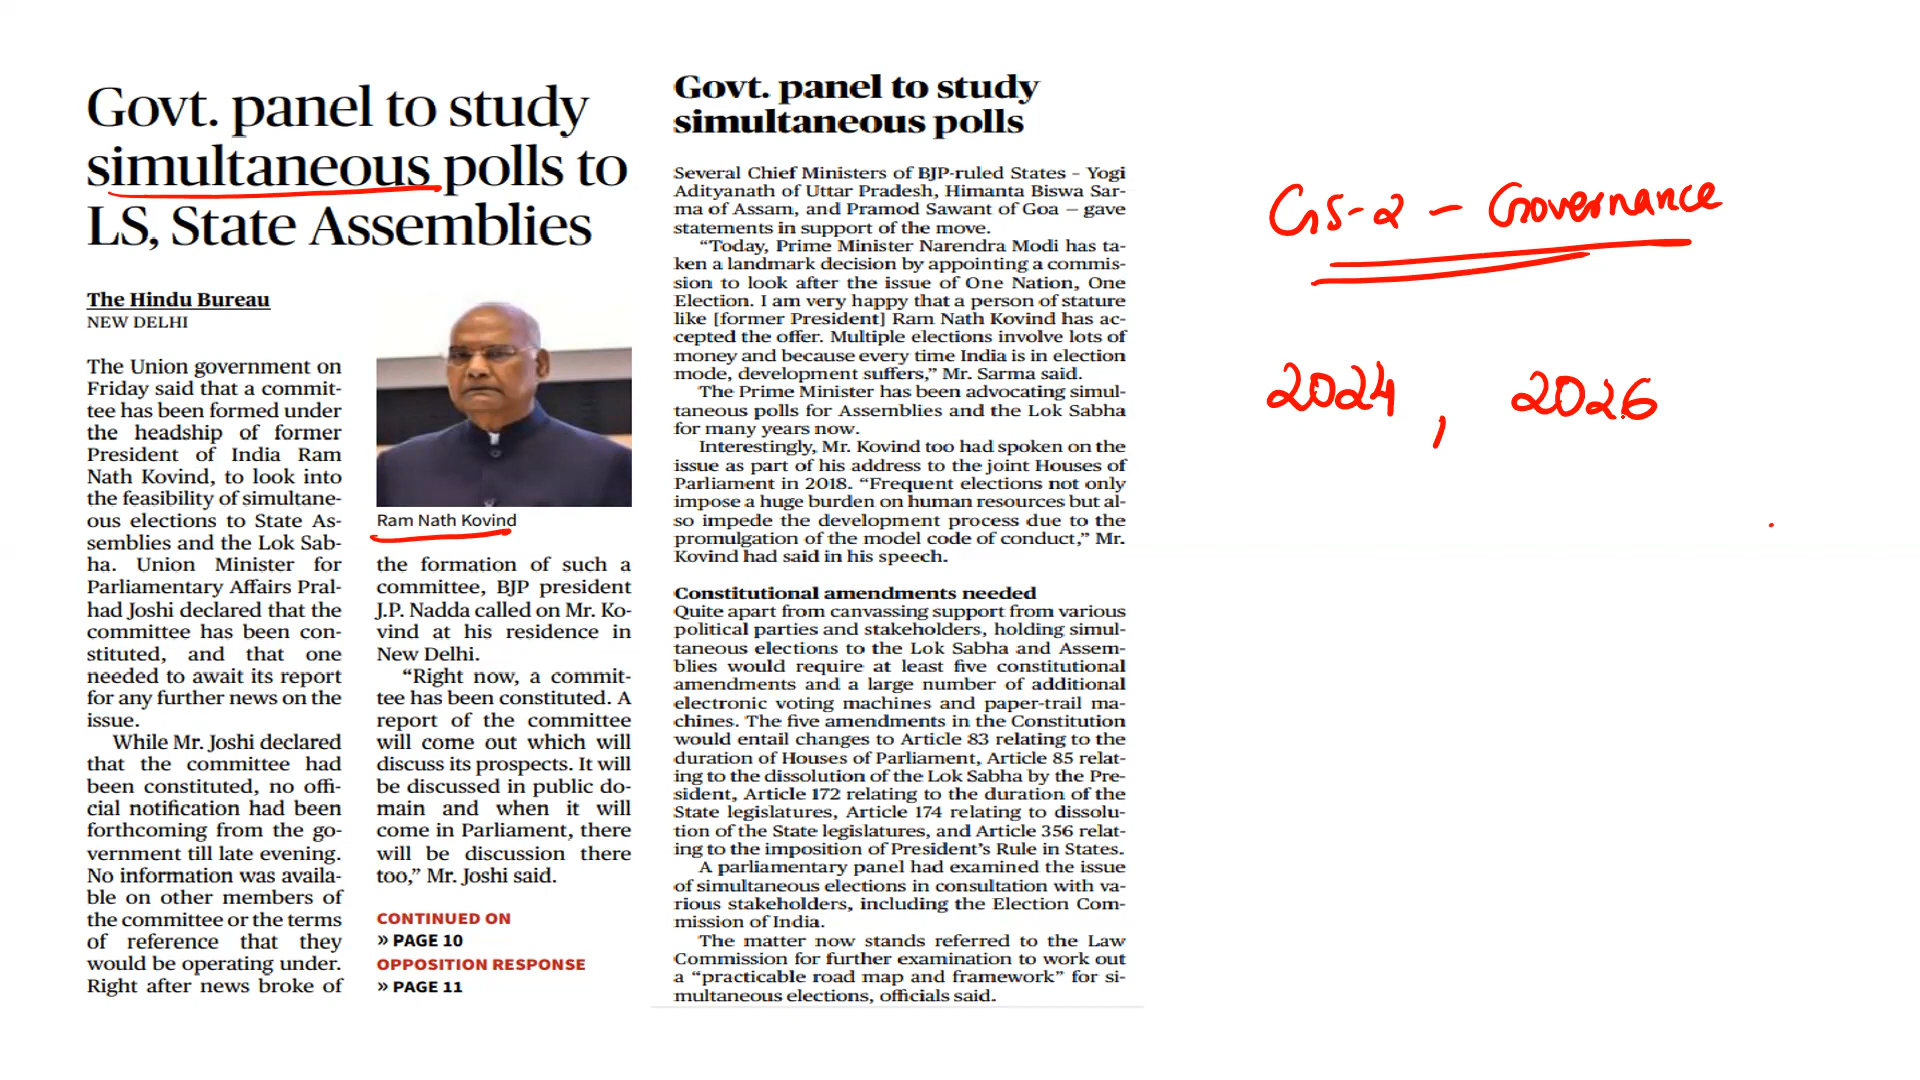 Govt. panel to study
simultaneous polls to
LS, State Assemblies
The Hindu Bureau
NEW DELHI
The Union government on
Friday said that a commit-
tee has been formed under
the headship of former
President of India Ram
Nath Kovind, to look into
the feasibility of simultane-
ous elections to State As-
semblies and the Lok Sab-
ha. Union Minister for
Parliamentary Affairs Pral-
had Joshi declared that the
committee has been con-
stituted, and that one
needed to await its report
for any further news on the
issue.
While Mr. Joshi declared
that the committee had
been constituted, no offi-
cial notification had been
forthcoming from the go-
vernment till late evening.
No information was availa-
ble on other members of
the committee or the terms
of reference that they
would be operating under.
Right after news broke of
Ram Nath Kovind
the formation of such a
committee, BJP president
J.P. Nadda called on Mr. Ko-
vind at his residence in
New Delhi.
“Right now, a commit-
tee has been constituted. A
report of the committee
will come out which will
discuss its prospects. It will
be discussed in public do-
main and when it will
come in Parliament, there
will be discussion there
too,” Mr. Joshi said.
CONTINUED ON
» PAGE 10
OPPOSITION RESPONSE
» PAGE 11
Govt. panel to study
simultaneous polls
Several Chief Ministers of BJP-ruled States – Yogi
Adityanath of Uttar Pradesh, Himanta Biswa Sar-
ma of Assam, and Pramod Sawant of Goa – gave
statements in support of the move.
“Today, Prime Minister Narendra Modi has ta-
ken a landmark decision by appointing a commis-
sion to look after the issue of One Nation, One
Election. I am very happy that a person of stature
like [former President] Ram Nath Kovind has ac-
cepted the offer. Multiple elections involve lots of
money and because every time India is in election
mode, development suffers,” Mr. Sarma said.
The Prime Minister has been advocating simul-
taneous polls for Assemblies and the Lok Sabha
for many years now.
Interestingly, Mr. Kovind too had spoken on the
issue as part of his address to the joint Houses of
Parliament in 2018. “Frequent elections not only
impose a huge burden on human resources but al-
so impede the development process due to the
promulgation of the model code of conduct,” Mr.
Kovind had said in his speech.
Constitutional amendments needed
Quite apart from canvassing support from various
political parties and stakeholders, holding simul-
taneous elections to the Lok Sabha and Assem-
blies would require at least five constitutional
amendments and a large number of additional
electronic voting machines and paper-trail ma-
chines. The five amendments in the Constitution
would entail changes to Article 83 relating to the
duration of Houses of Parliament, Article 85 relat-
ing to the dissolution of the Lok Sabha by the Pre-
sident, Article 172 relating to the duration of the
State legislatures, Article 174 relating to dissolu-
tion of the State legislatures, and Article 356 relat-
ing to the imposition of President’s Rule in States.
A parliamentary panel had examined the issue
of simultaneous elections in consultation with va-
rious stakeholders, including the Election Com-
mission of India.
The matter now stands referred to the Law
Commission for further examination to work out
a “practicable road map and framework” for si-
multaneous elections, officials said.
GS-2 – Governance
2024, 2026